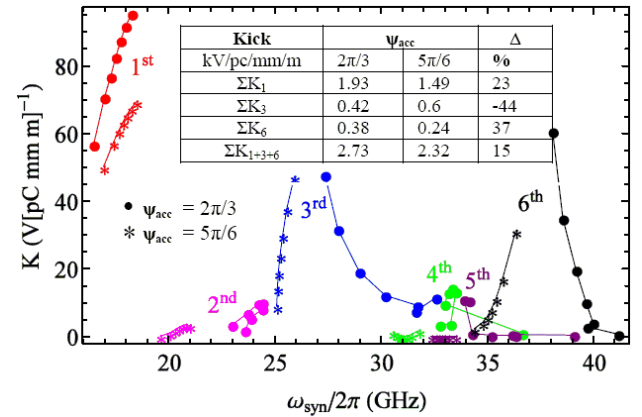 Kick ψacc Δ
kV/pc/mm/m 2π/3 5π/6 %
ΣK1 1.93 1.49 23
ΣK3 0.42 0.6 -44
ΣK6 0.38 0.24 37
ΣK1+3+6 2.73 2.32 15
1st
2nd
3rd
4th
5th
6th
ψacc = 2π/3
ψacc = 5π/6
80
60
40
20
0
K (V[pC mm m]⁻¹)
20 25 30 35 40
ωsyn/2π (GHz)